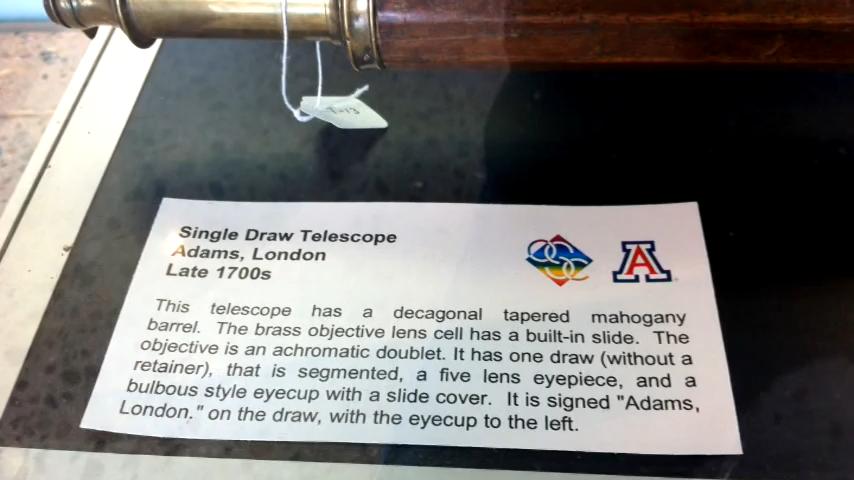 Single Draw Telescope
Adams, London
Late 1700s
OSC
A
This telescope has a decagonal tapered mahogany
barrel. The brass objective lens cell has a built-in slide. The
objective is an achromatic doublet. It has one draw (without a
retainer), that is segmented, a five lens eyepiece, and a
bulbous style eyecup with a slide cover. It is signed "Adams,
London." on the draw, with the eyecup to the left.